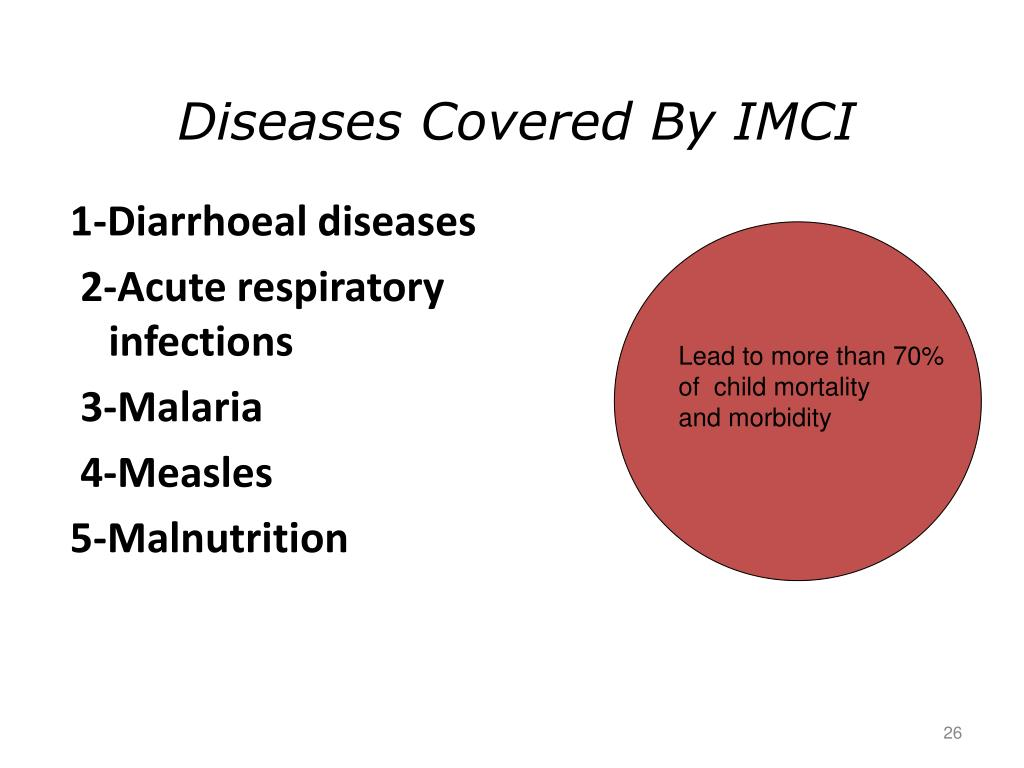 Diseases Covered By IMCI
1-Diarrhoeal diseases
2-Acute respiratory
infections
3-Malaria
4-Measles
5-Malnutrition
Lead to more than 70%
of child mortality
and morbidity
26